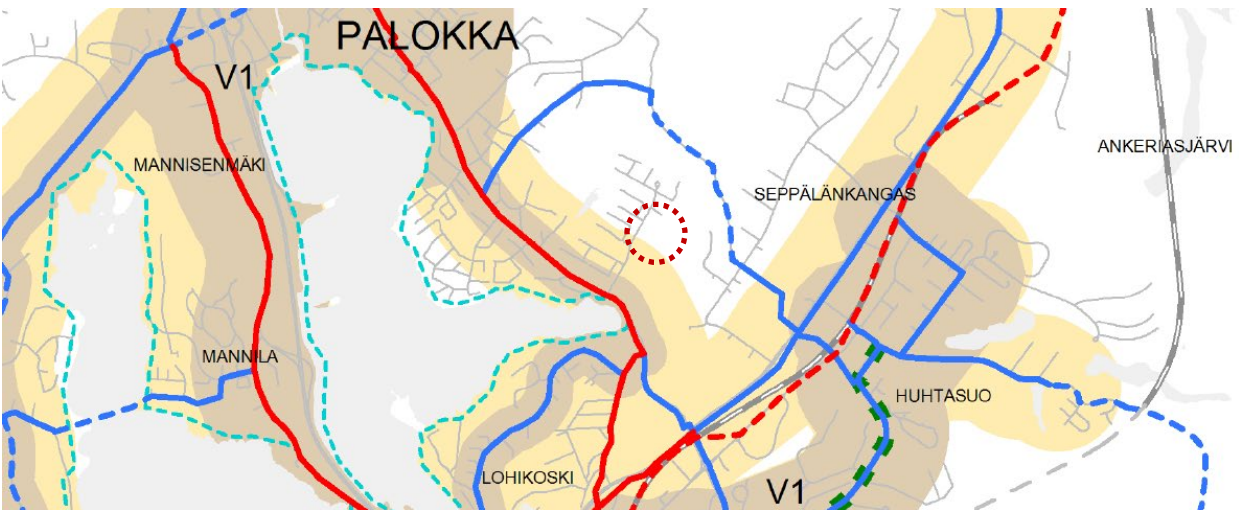 PALOKKA
V1
MANNISENMÄKI
ANKERIASJÄRVI
SEPPÄLÄNKANGAS
MANNILA
HUHTASUO
LOHIKOSKI
V1